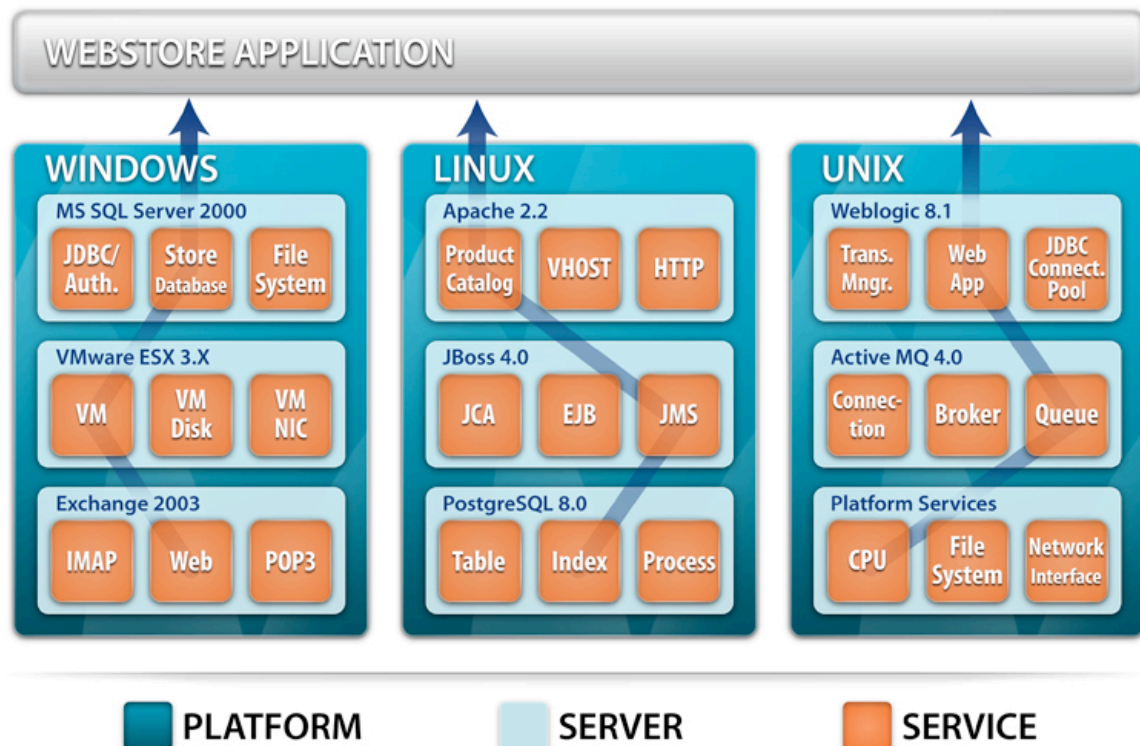 WEBSTORE APPLICATION
WINDOWS
MS SQL Server 2000
JDBC/
Auth.
Store
Database
File
System
VMware ESX 3.X
VM
VM
Disk
VM
NIC
Exchange 2003
IMAP
Web
POP3
LINUX
Apache 2.2
Product
Catalog
VHOST
HTTP
JBoss 4.0
JCA
EJB
JMS
PostgreSQL 8.0
Table
Index
Process
UNIX
Weblogic 8.1
Trans.
Mngr.
Web
App
JDBC
Connect.
Pool
Active MQ 4.0
Connec-
tion
Broker
Queue
Platform Services
CPU
File
System
Network
Interface
PLATFORM
SERVER
SERVICE